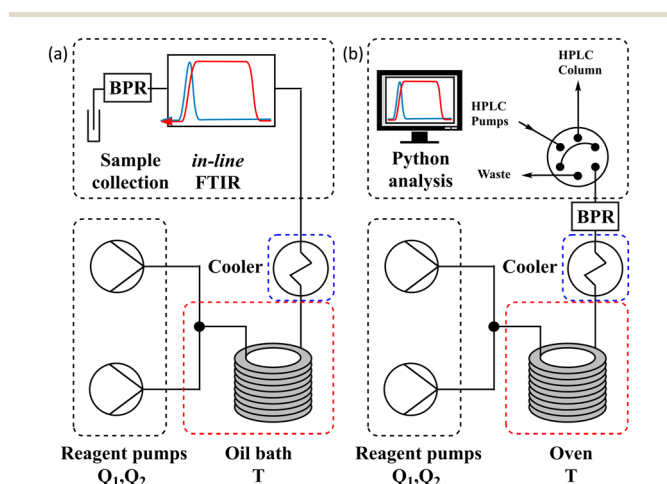 (a)
BPR
Sample
collection
in-line
FTIR
Cooler
Reagent pumps
Q1,Q2
Oil bath
T
(b)
HPLC
Column
HPLC
Pumps
Python
analysis
Waste
BPR
Cooler
Reagent pumps
Q1,Q2
Oven
T